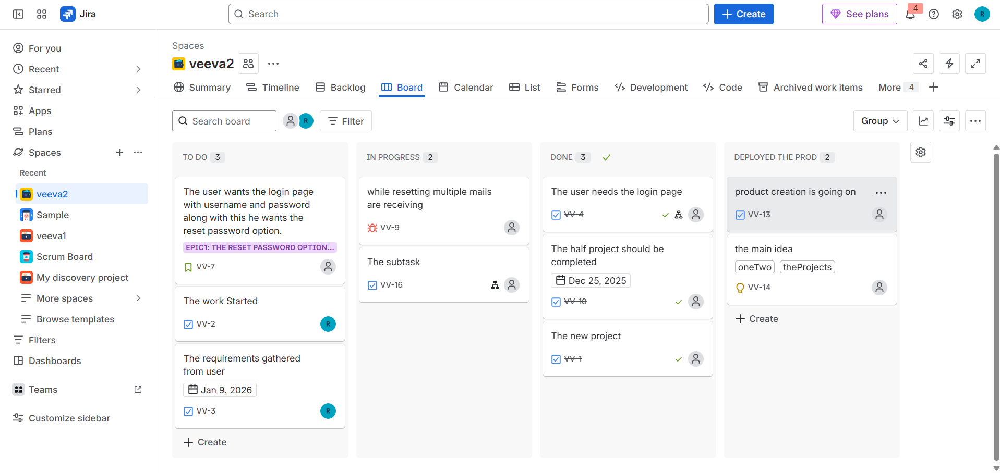 Jira
Search
Create
See plans
4
R
For you
Recent
Starred
Apps
Plans
Spaces
Recent
veeva2
Sample
veeva1
Scrum Board
My discovery project
More spaces
Browse templates
Filters
Dashboards
Teams
Customize sidebar
Spaces
veeva2
Summary
Timeline
Backlog
Board
Calendar
List
Forms
Development
Code
Archived work items
More 4
Search board
R
Filter
Group
TO DO 3
The user wants the login page
with username and password
along with this he wants the
reset password option.
EPIC1: THE RESET PASSWORD OPTION...
VV-7
The work Started
VV-2
R
The requirements gathered
from user
Jan 9, 2026
VV-3
R
Create
IN PROGRESS 2
while resetting multiple mails
are receiving
VV-9
The subtask
VV-16
DONE 3
The user needs the login page
VV-4
The half project should be
completed
Dec 25, 2025
VV-10
The new project
VV-1
DEPLOYED THE PROD 2
product creation is going on
VV-13
the main idea
oneTwo
theProjects
VV-14
Create